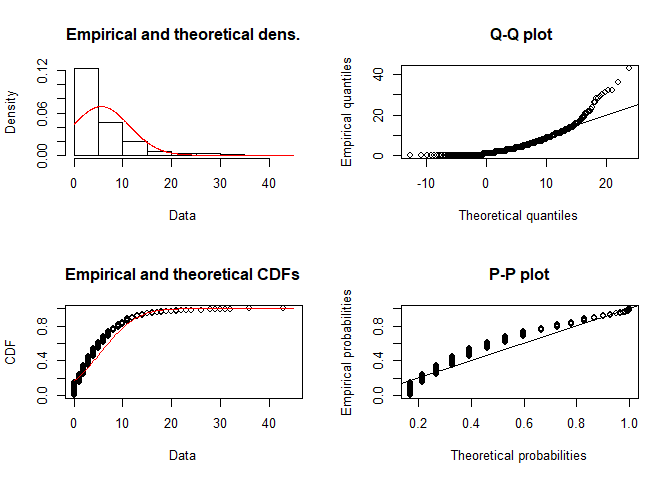 Empirical and theoretical dens.
Density
0.00 0.06 0.12
0 10 20 30 40
Data
Q-Q plot
Empirical quantiles
0 20 40
-10 0 10 20
Theoretical quantiles
Empirical and theoretical CDFs
CDF
0.0 0.4 0.8
0 10 20 30 40
Data
P-P plot
Empirical probabilities
0.0 0.4 0.8
0.2 0.4 0.6 0.8 1.0
Theoretical probabilities